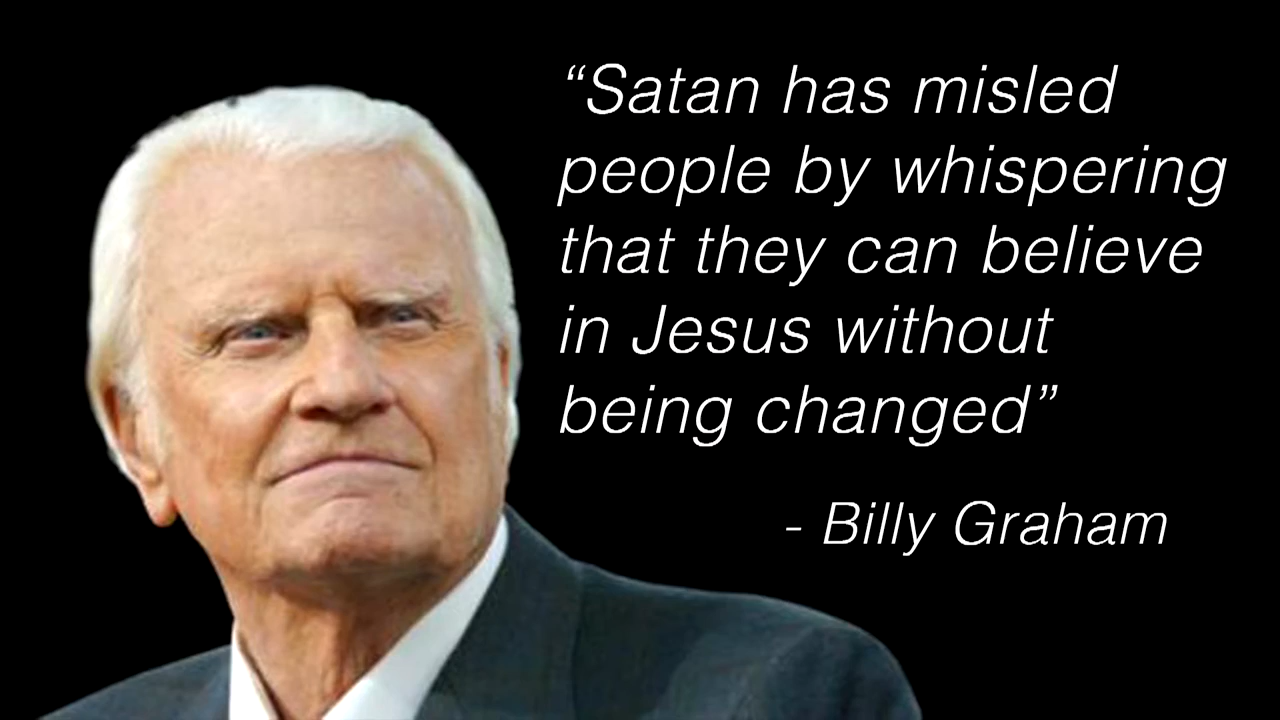 “Satan has misled
people by whispering
that they can believe
in Jesus without
being changed”
- Billy Graham